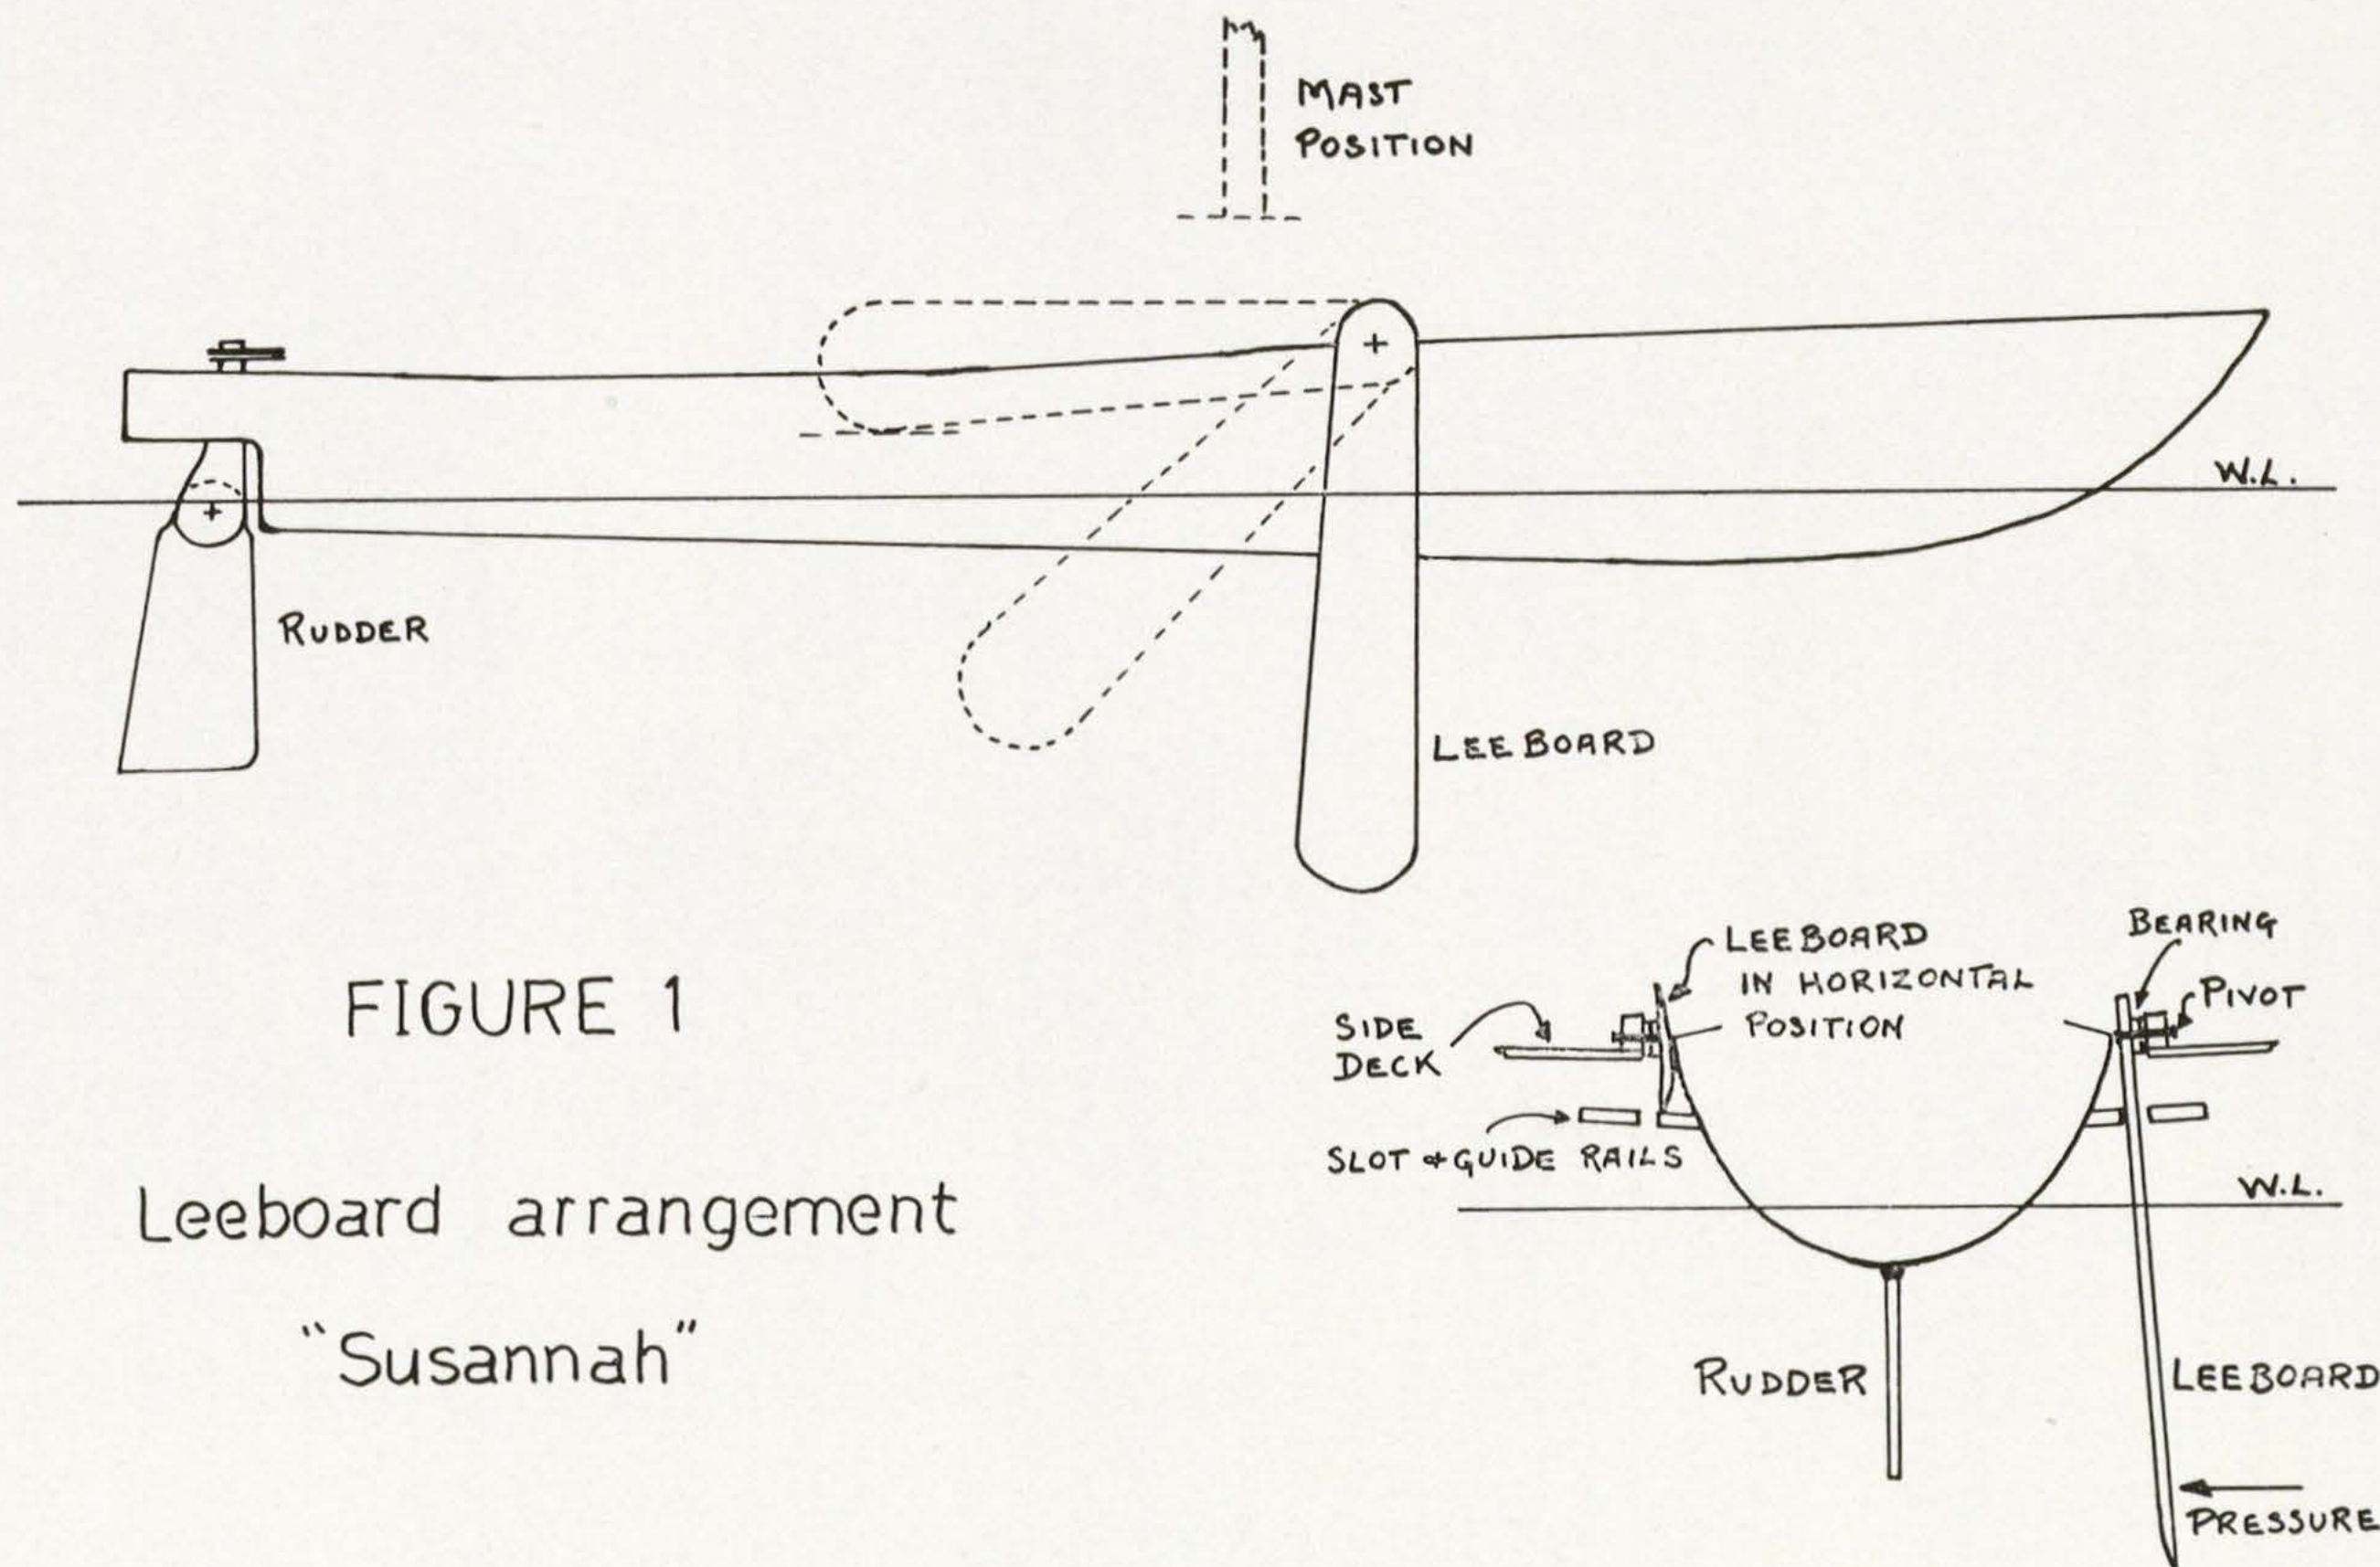 MAST
POSITION
W.L.
RUDDER
LEEBOARD
FIGURE 1
Leeboard arrangement
"Susannah"
LEEBOARD
IN HORIZONTAL
POSITION
BEARING
PIVOT
SIDE
DECK
SLOT & GUIDE RAILS
W.L.
RUDDER
LEEBOARD
PRESSURE